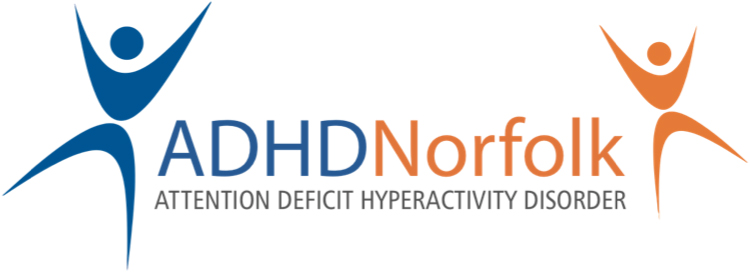 ADHDNorfolk
ATTENTION DEFICIT HYPERACTIVITY DISORDER